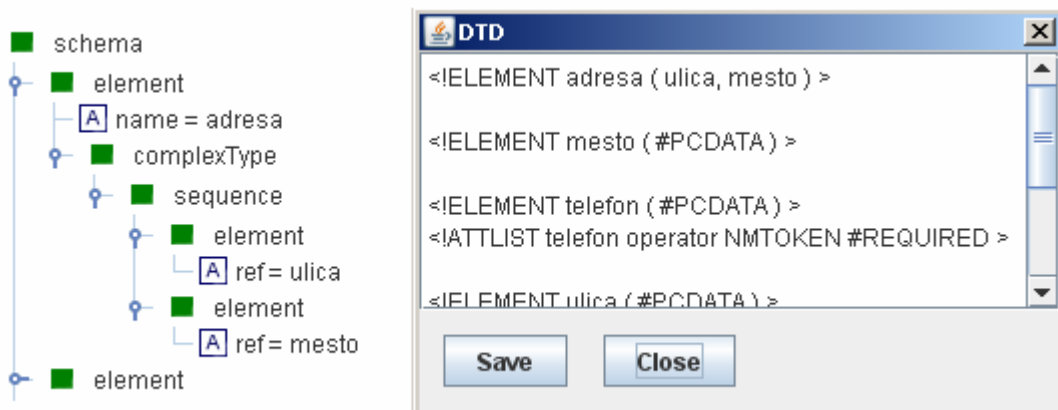 schema
element
A name = adresa
complexType
sequence
element
A ref = ulica
element
A ref = mesto
element
DTD
<!ELEMENT adresa ( ulica, mesto ) >
<!ELEMENT mesto ( #PCDATA ) >
<!ELEMENT telefon ( #PCDATA ) >
<!ATTLIST telefon operator NMTOKEN #REQUIRED >
<!ELEMENT ulica ( #PCDATA ) >
Save Close